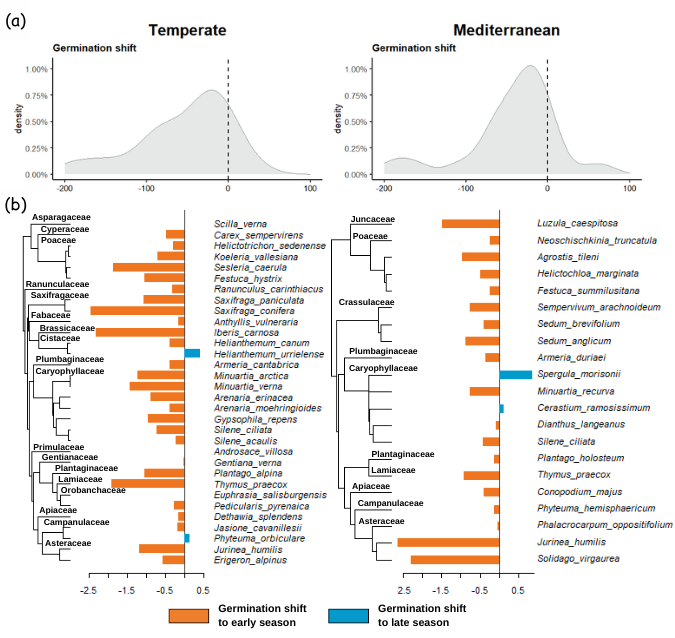 (a)
Temperate
Mediterranean
Germination shift
Germination shift
density
1.00%
0.75%
0.50%
0.25%
0.00%
-200
-100
0
100
density
1.00%
0.75%
0.50%
0.25%
0.00%
-200
-100
0
100
(b)
Asparagaceae
Cyperaceae
Poaceae
Ranunculaceae
Saxifragaceae
Fabaceae
Brassicaceae
Cistaceae
Plumbaginaceae
Caryophyllaceae
Primulaceae
Gentianaceae
Plantaginaceae
Lamiaceae
Orobanchaceae
Apiaceae
Campanulaceae
Asteraceae
Scilla_verna
Carex_sempervirens
Helictotrichon_sedenense
Koeleria_vallesiana
Sesleria_caerula
Festuca_hystrix
Ranunculus_carinthiacus
Saxifraga_paniculata
Saxifraga_conifera
Anthyllis_vulneraria
Iberis_carnosa
Helianthemum_canum
Helianthemum_urrielense
Armeria_cantabrica
Minuartia_arctica
Minuartia_verna
Arenaria_erinacea
Arenaria_moehringioides
Gypsophila_repens
Silene_ciliata
Silene_acaulis
Androsace_villosa
Gentiana_verna
Plantago_alpina
Thymus_praecox
Euphrasia_salisburgensis
Pedicularis_pyrenaica
Dethawia_splendens
Jasione_cavanillesii
Phyteuma_orbiculare
Jurinea_humilis
Erigeron_alpinus
-2.5
-1.5
-0.5
0.5
Juncaceae
Poaceae
Crassulaceae
Plumbaginaceae
Caryophyllaceae
Plantaginaceae
Lamiaceae
Apiaceae
Campanulaceae
Asteraceae
Luzula_caespitosa
Neoschischkinia_truncatula
Agrostis_tileni
Helictochloa_marginata
Festuca_summilusitana
Sempervivum_arachnoideum
Sedum_brevifolium
Sedum_anglicum
Armeria_duriaei
Spergula_morisonii
Minuartia_recurva
Cerastium_ramosissimum
Dianthus_langeanus
Silene_ciliata
Plantago_holosteum
Thymus_praecox
Conopodium_majus
Phyteuma_hemisphaericum
Phalacrocarpum_oppositifolium
Jurinea_humilis
Solidago_virgaurea
2.5
-1.5
-0.5
0.5
Germination shift
to early season
Germination shift
to late season